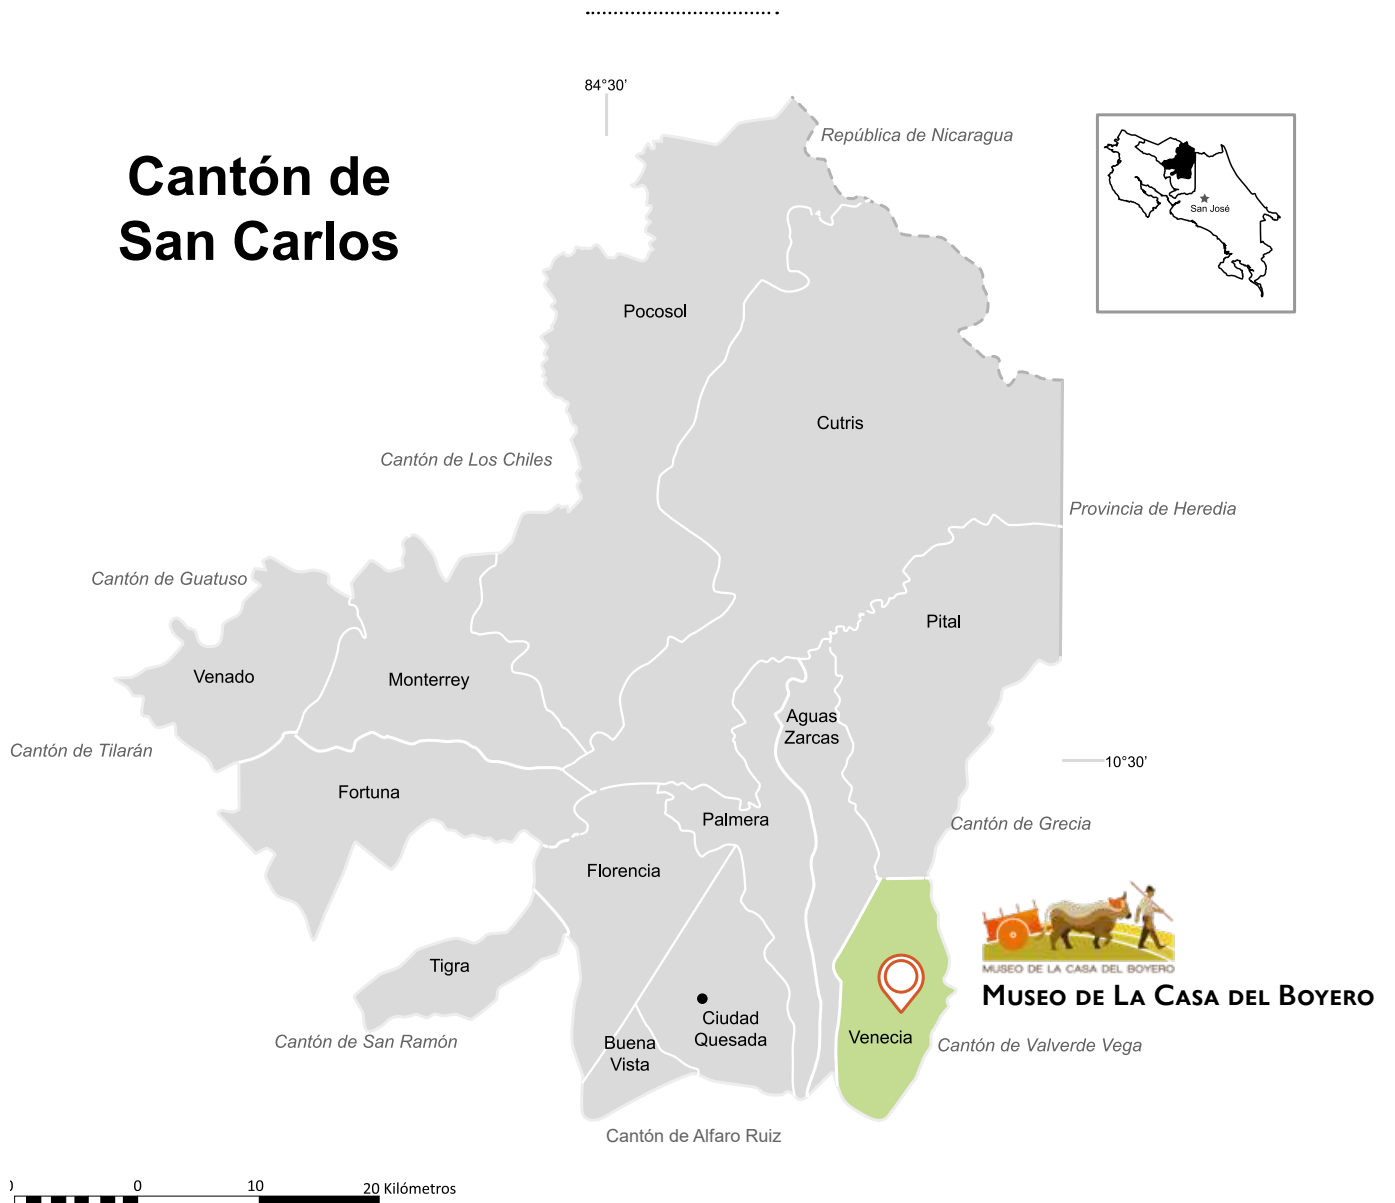 84°30'
República de Nicaragua
Cantón de
San Carlos
San José
Pocosol
Cutris
Cantón de Los Chiles
Provincia de Heredia
Cantón de Guatuso
Pital
Venado
Monterrey
Aguas
Zarcas
Cantón de Tilarán
10°30'
Fortuna
Palmera
Cantón de Grecia
Florencia
Tigra
MUSEO DE LA CASA DEL BOYERO
MUSEO DE LA CASA DEL BOYERO
Ciudad
Quesada
Venecia
Cantón de San Ramón
Buena
Vista
Cantón de Valverde Vega
Cantón de Alfaro Ruiz
0 10 20 Kilómetros